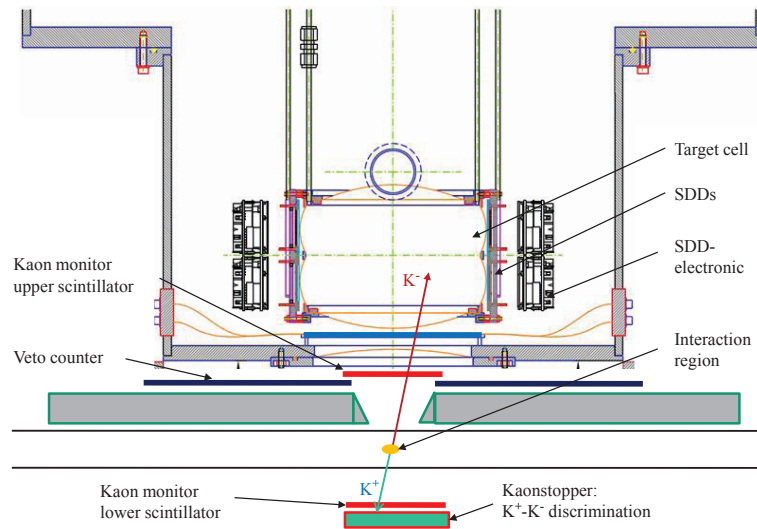 Target cell
SDDs
SDD-
electronic
Kaon monitor
upper scintillator
K⁻
Interaction
region
Veto counter
K⁺
Kaon monitor
lower scintillator
Kaonstopper:
K⁺-K⁻ discrimination